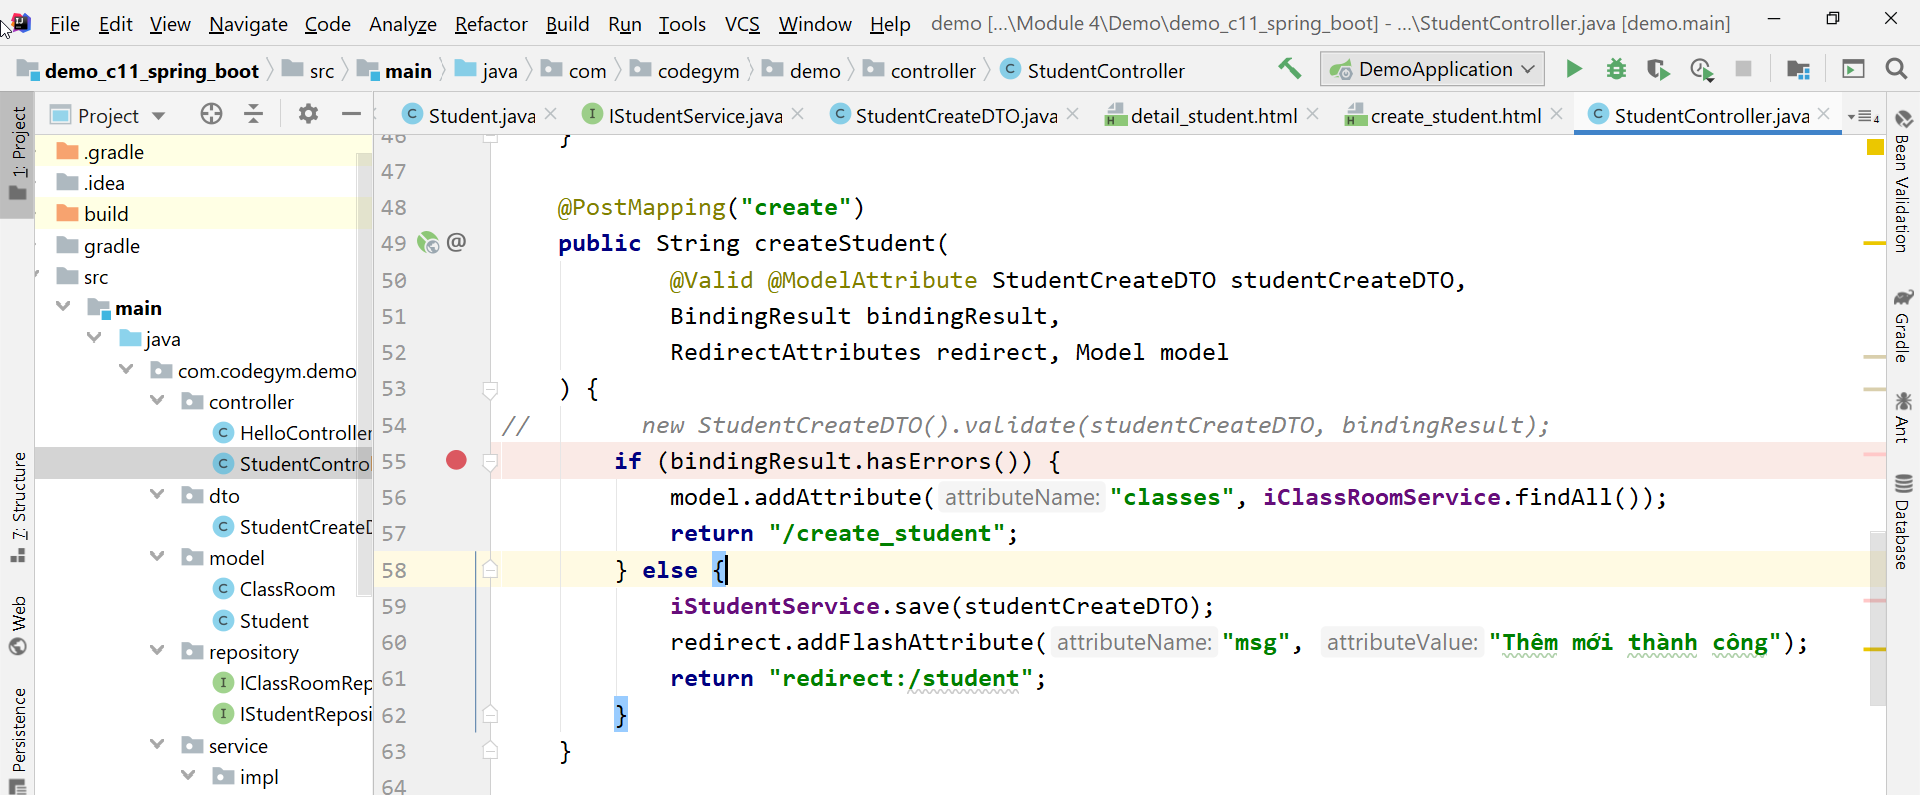 File Edit View Navigate Code Analyze Refactor Build Run Tools VCS Window Help demo [...\Module 4\Demo\demo_c11_spring_boot] - ...\StudentController.java [demo.main]
demo_c11_spring_boot src main java com codegym demo controller StudentController DemoApplication
Project
Student.java IStudentService.java StudentCreateDTO.java detail_student.html create_student.html StudentController.java 4
1: Project
7: Structure
Web
Persistence
.gradle
.idea
build
gradle
src
main
java
com.codegym.demo
controller
HelloController
StudentContro
dto
StudentCreateD
model
ClassRoom
Student
repository
IClassRoomRep
IStudentReposi
service
impl
46 }
47
48 @PostMapping("create")
49 @ public String createStudent(
50 @Valid @ModelAttribute StudentCreateDTO studentCreateDTO,
51 BindingResult bindingResult,
52 RedirectAttributes redirect, Model model
53 ) {
54 // new StudentCreateDTO().validate(studentCreateDTO, bindingResult);
55 if (bindingResult.hasErrors()) {
56 model.addAttribute( attributeName: "classes", iClassRoomService.findAll());
57 return "/create_student";
58 } else {
59 iStudentService.save(studentCreateDTO);
60 redirect.addFlashAttribute( attributeName: "msg", attributeValue: "Thêm mới thành công");
61 return "redirect:/student";
62 }
63 }
64
Bean Validation
Gradle
Ant
Database